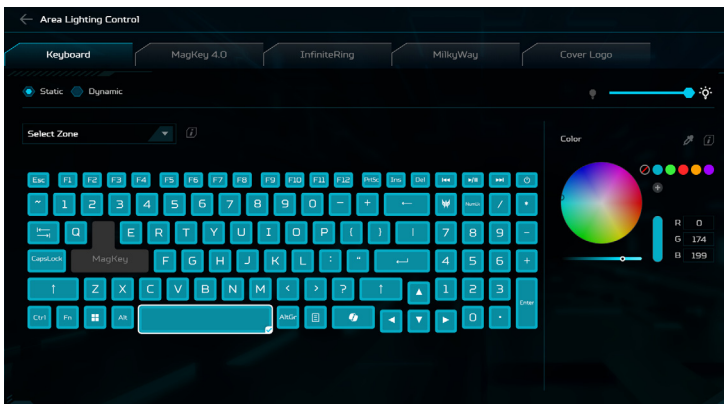 Area Lighting Control
Keyboard MagKey 4.0 InfiniteRing MilkyWay Cover Logo
Static Dynamic
Select Zone
Color
Esc F1 F2 F3 F4 F5 F6 F7 F8 F9 F10 F11 F12 PrtSc Ins Del
~ 1 2 3 4 5 6 7 8 9 0 - + NumLk / *
Q E R T Y U I O P { } | 7 8 9 -
R 0
G 174
B 199
CapsLock MagKey F G H J K L : " 4 5 6 +
Z X C V B N M < > ? 1 2 3
Enter
Ctrl Fn Alt AltGr 0 .